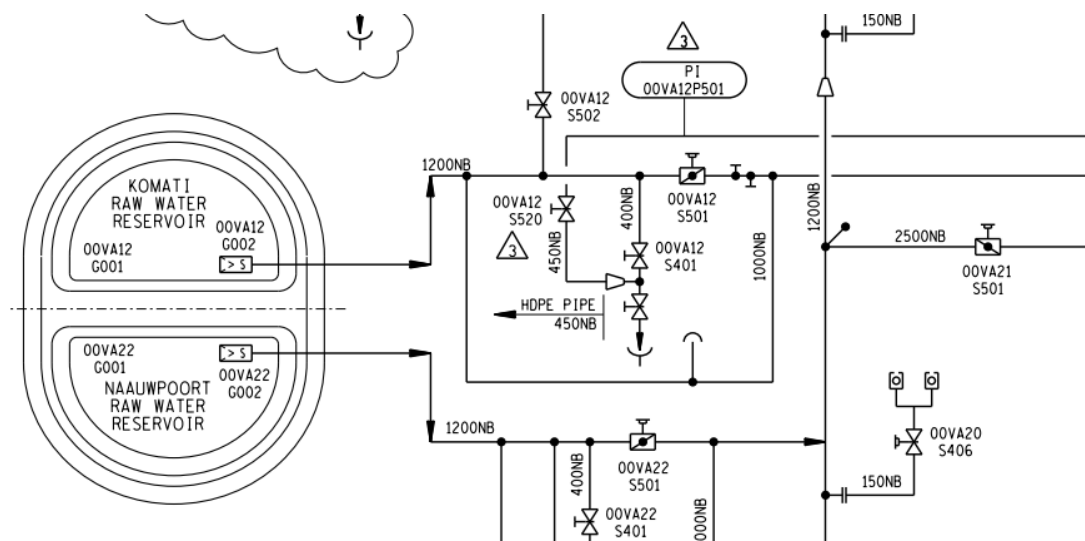 150NB
3
PI
00VA12P501
00VA12
S502
1200NB
KOMATI
RAW WATER
RESERVOIR
00VA12
G002
00VA12
G001
> S
00VA12
S520
450NB
3
400NB
00VA12
S501
00VA12
S401
1000NB
1200NB
2500NB
00VA21
S501
HDPE PIPE
450NB
00VA22
G001
> S
00VA22
G002
NAAUWPOORT
RAW WATER
RESERVOIR
1200NB
400NB
00VA22
S501
00VA22
S401
000NB
00VA20
S406
150NB